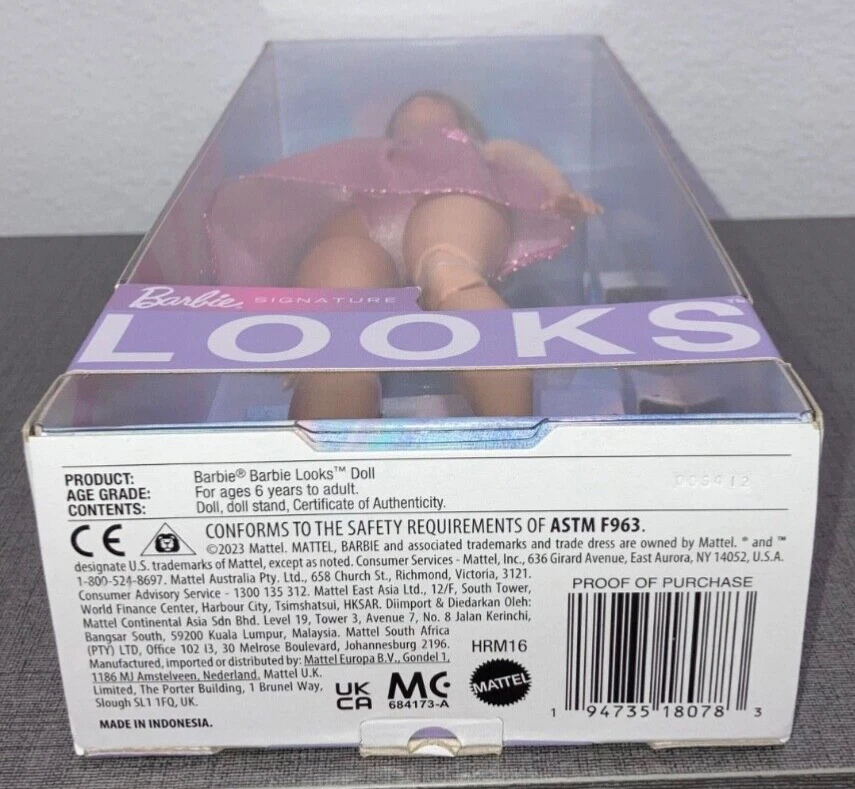 Barbie® SIGNATURE
LOOKS™
PRODUCT: Barbie® Barbie Looks™ Doll
AGE GRADE: For ages 6 years to adult.
CONTENTS: Doll, doll stand, Certificate of Authenticity.
CE CONFORMS TO THE SAFETY REQUIREMENTS OF ASTM F963.
©2023 Mattel. MATTEL, BARBIE and associated trademarks and trade dress are owned by Mattel. ® and ™
designate U.S. trademarks of Mattel, except as noted. Consumer Services - Mattel, Inc., 636 Girard Avenue, East Aurora, NY 14052, U.S.A.
1-800-524-8697. Mattel Australia Pty. Ltd., 658 Church St., Richmond, Victoria, 3121.
Consumer Advisory Service - 1300 135 312. Mattel East Asia Ltd., 12/F, South Tower,
World Finance Center, Harbour City, Tsimshatsui, HKSAR. Diimport & Diedarkan Oleh:
Mattel Continental Asia Sdn Bhd. Level 19, Tower 3, Avenue 7, No. 8 Jalan Kerinchi,
Bangsar South, 59200 Kuala Lumpur, Malaysia. Mattel South Africa
(PTY) LTD, Office 102 I3, 30 Melrose Boulevard, Johannesburg 2196.
Manufactured, imported or distributed by: Mattel Europa B.V., Gondel 1,
1186 MJ Amstelveen, Nederland. Mattel U.K.
Limited, The Porter Building, 1 Brunel Way,
Slough SL1 1FQ, UK.
MADE IN INDONESIA.
UK
CA
MC
684173-A
HRM16
MATTEL
PROOF OF PURCHASE
1 94735 18078 3